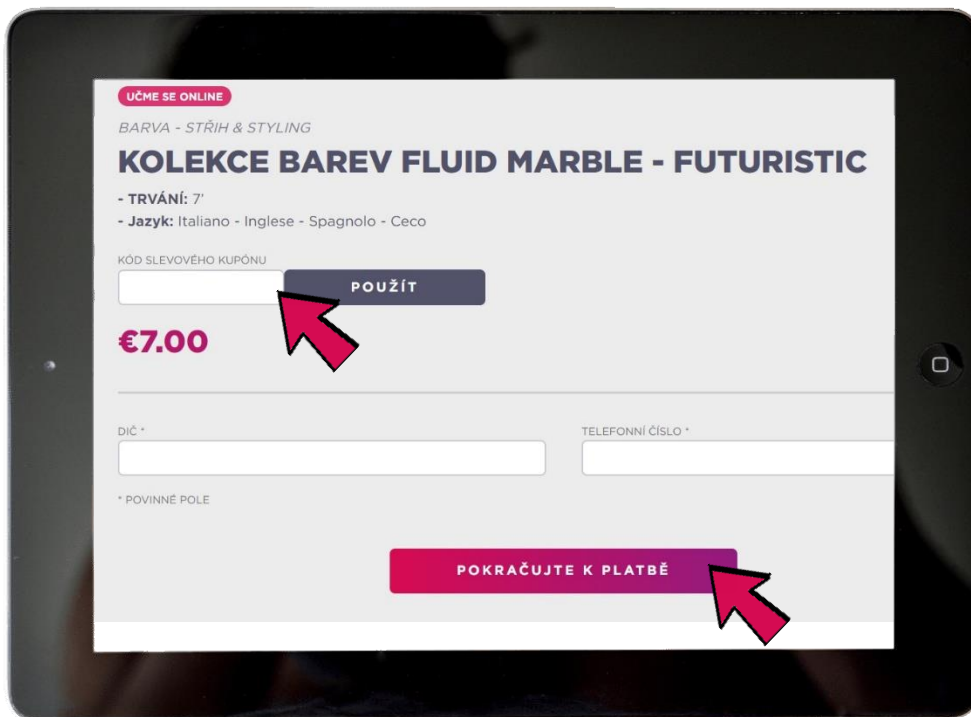 UČME SE ONLINE
BARVA - STŘIH & STYLING
KOLEKCE BAREV FLUID MARBLE - FUTURISTIC
- TRVÁNÍ: 7'
- Jazyk: Italiano - Inglese - Spagnolo - Ceco
KÓD SLEVOVÉHO KUPÓNU
POUŽÍT
€7.00
DIČ * TELEFONNÍ ČÍSLO *
* POVINNÉ POLE
POKRAČUJTE K PLATBĚ